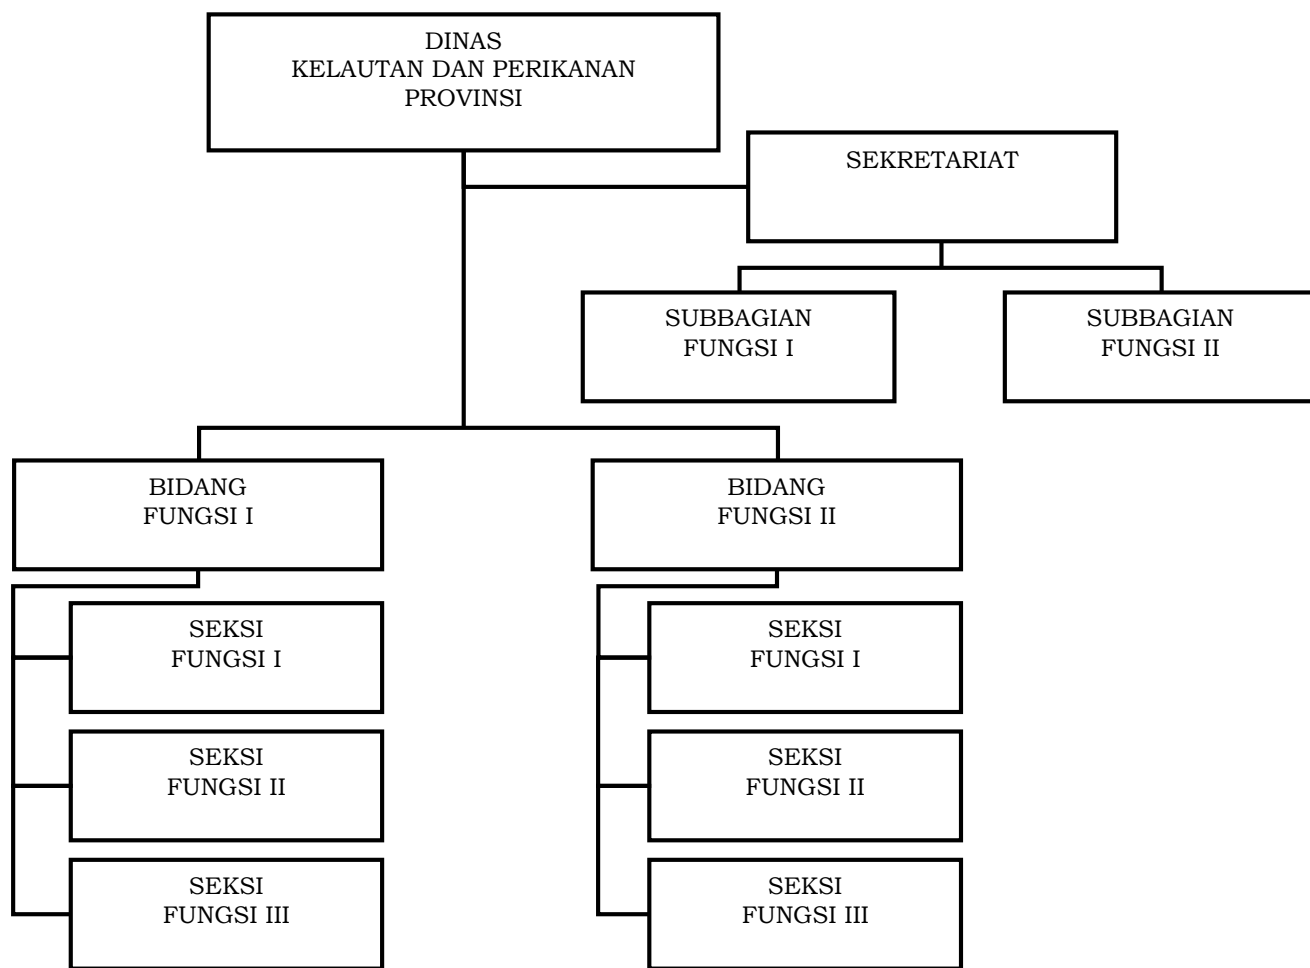 DINAS
KELAUTAN DAN PERIKANAN
PROVINSI
SEKRETARIAT
SUBBAGIAN
FUNGSI I
SUBBAGIAN
FUNGSI II
BIDANG
FUNGSI I
BIDANG
FUNGSI II
SEKSI
FUNGSI I
SEKSI
FUNGSI II
SEKSI
FUNGSI III
SEKSI
FUNGSI I
SEKSI
FUNGSI II
SEKSI
FUNGSI III